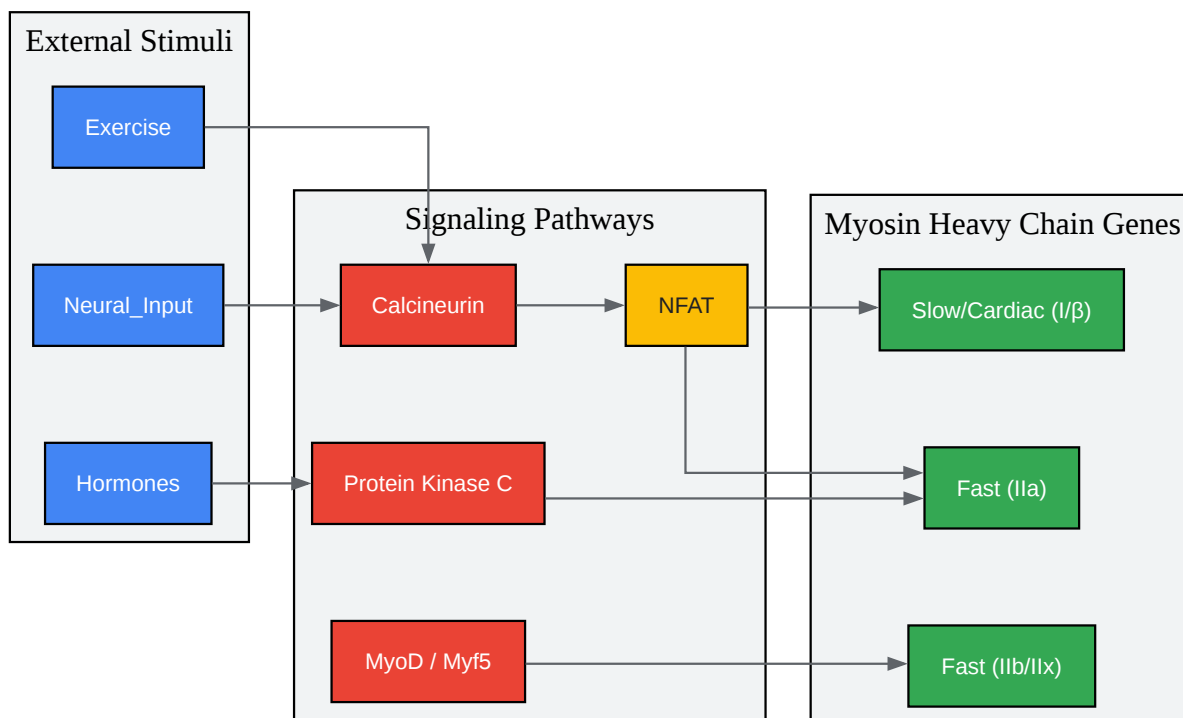 External Stimuli
Exercise
Neural_Input
Hormones
Signaling Pathways
Calcineurin
NFAT
Protein Kinase C
MyoD / Myf5
Myosin Heavy Chain Genes
Slow/Cardiac (I/β)
Fast (IIa)
Fast (IIb/IIx)